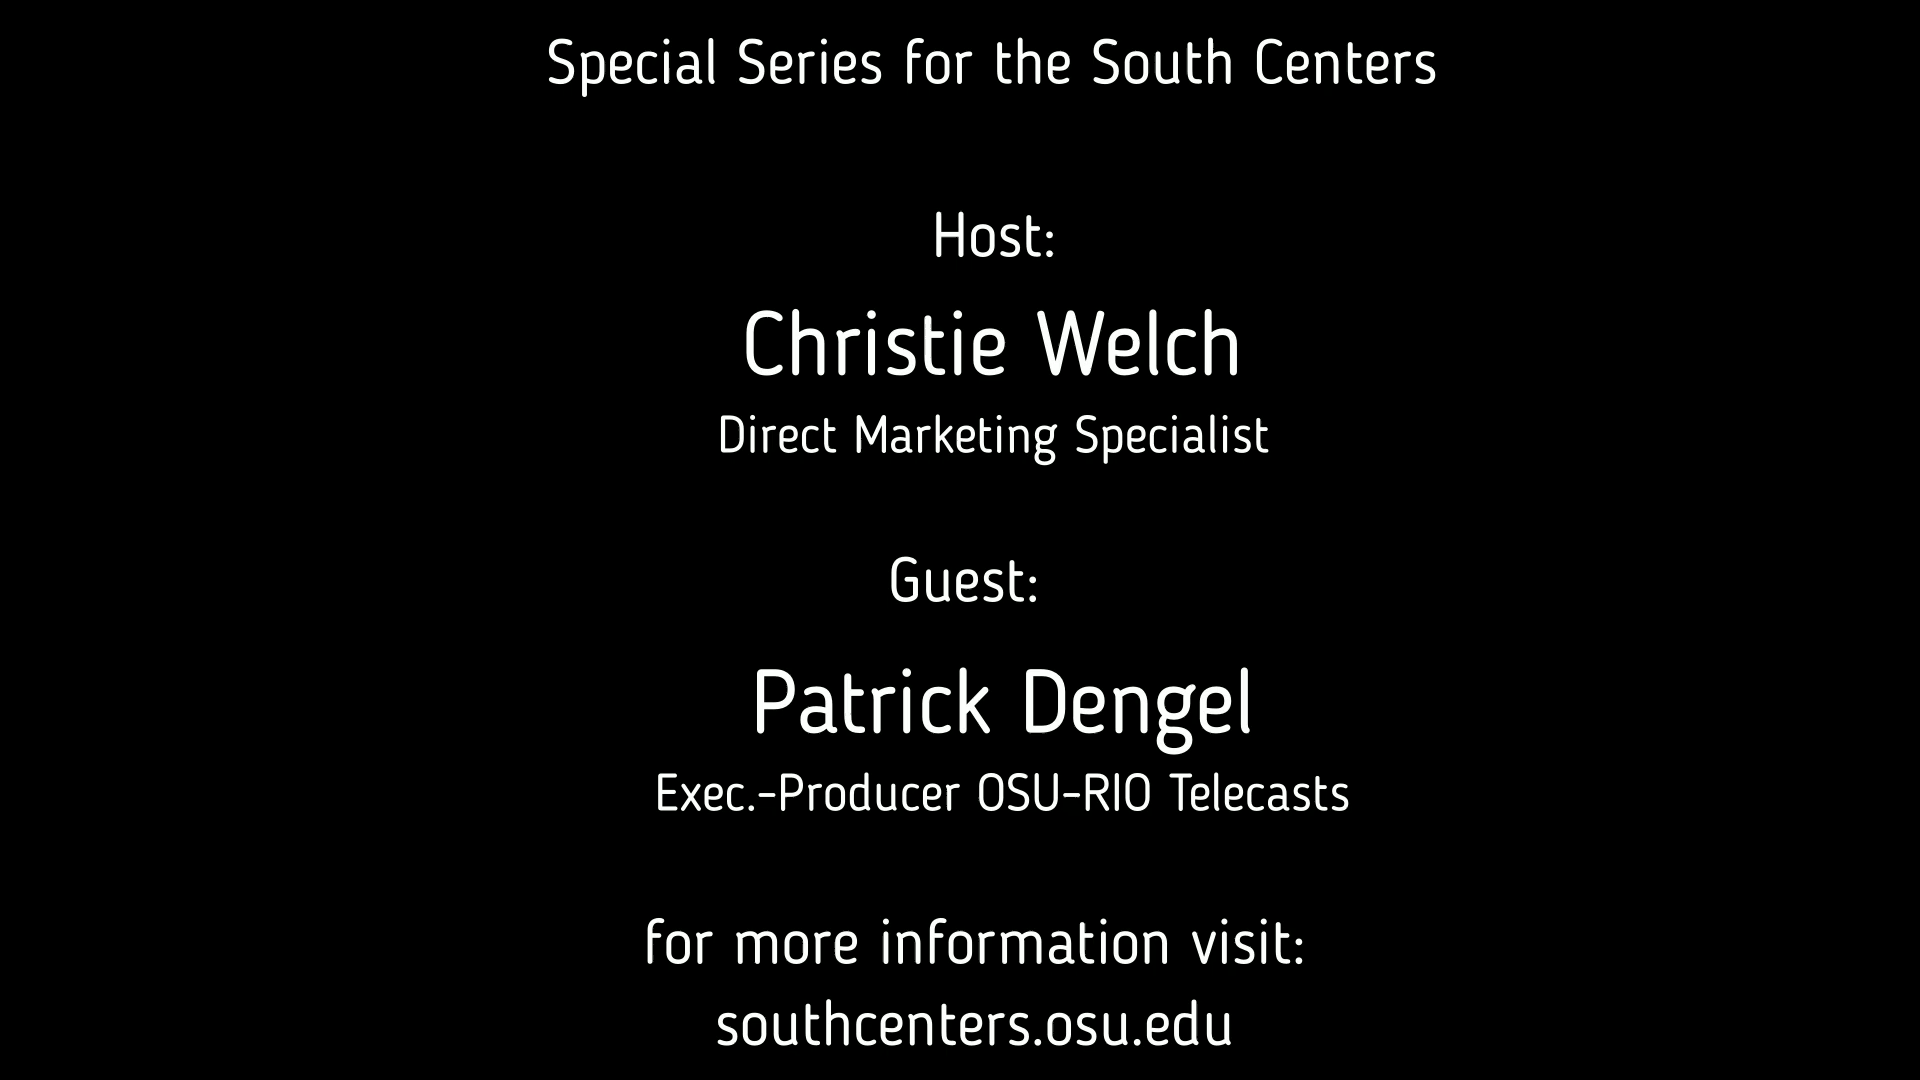 Special Series for the South Centers
Host:
Christie Welch
Direct Marketing Specialist
Guest:
Patrick Dengel
Exec.-Producer OSU-RIO Telecasts
for more information visit:
southcenters.osu.edu